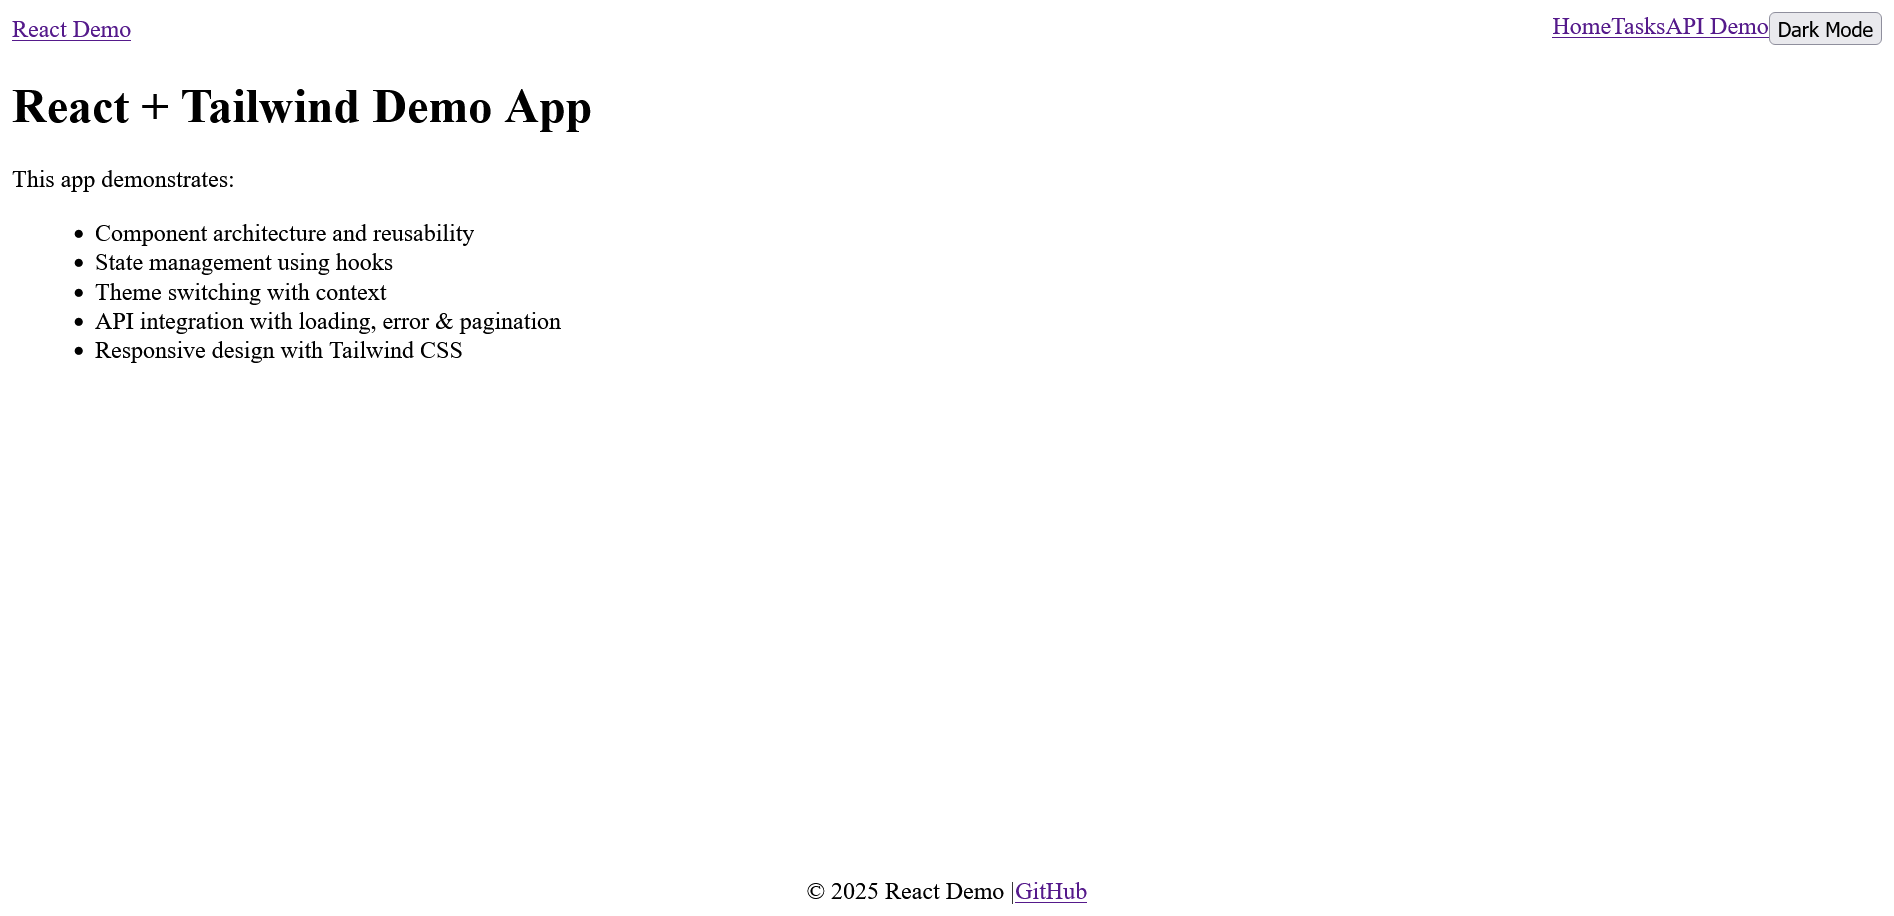 React Demo HomeTasksAPI Demo Dark Mode
React + Tailwind Demo App
This app demonstrates:
• Component architecture and reusability
• State management using hooks
• Theme switching with context
• API integration with loading, error & pagination
• Responsive design with Tailwind CSS
© 2025 React Demo |GitHub